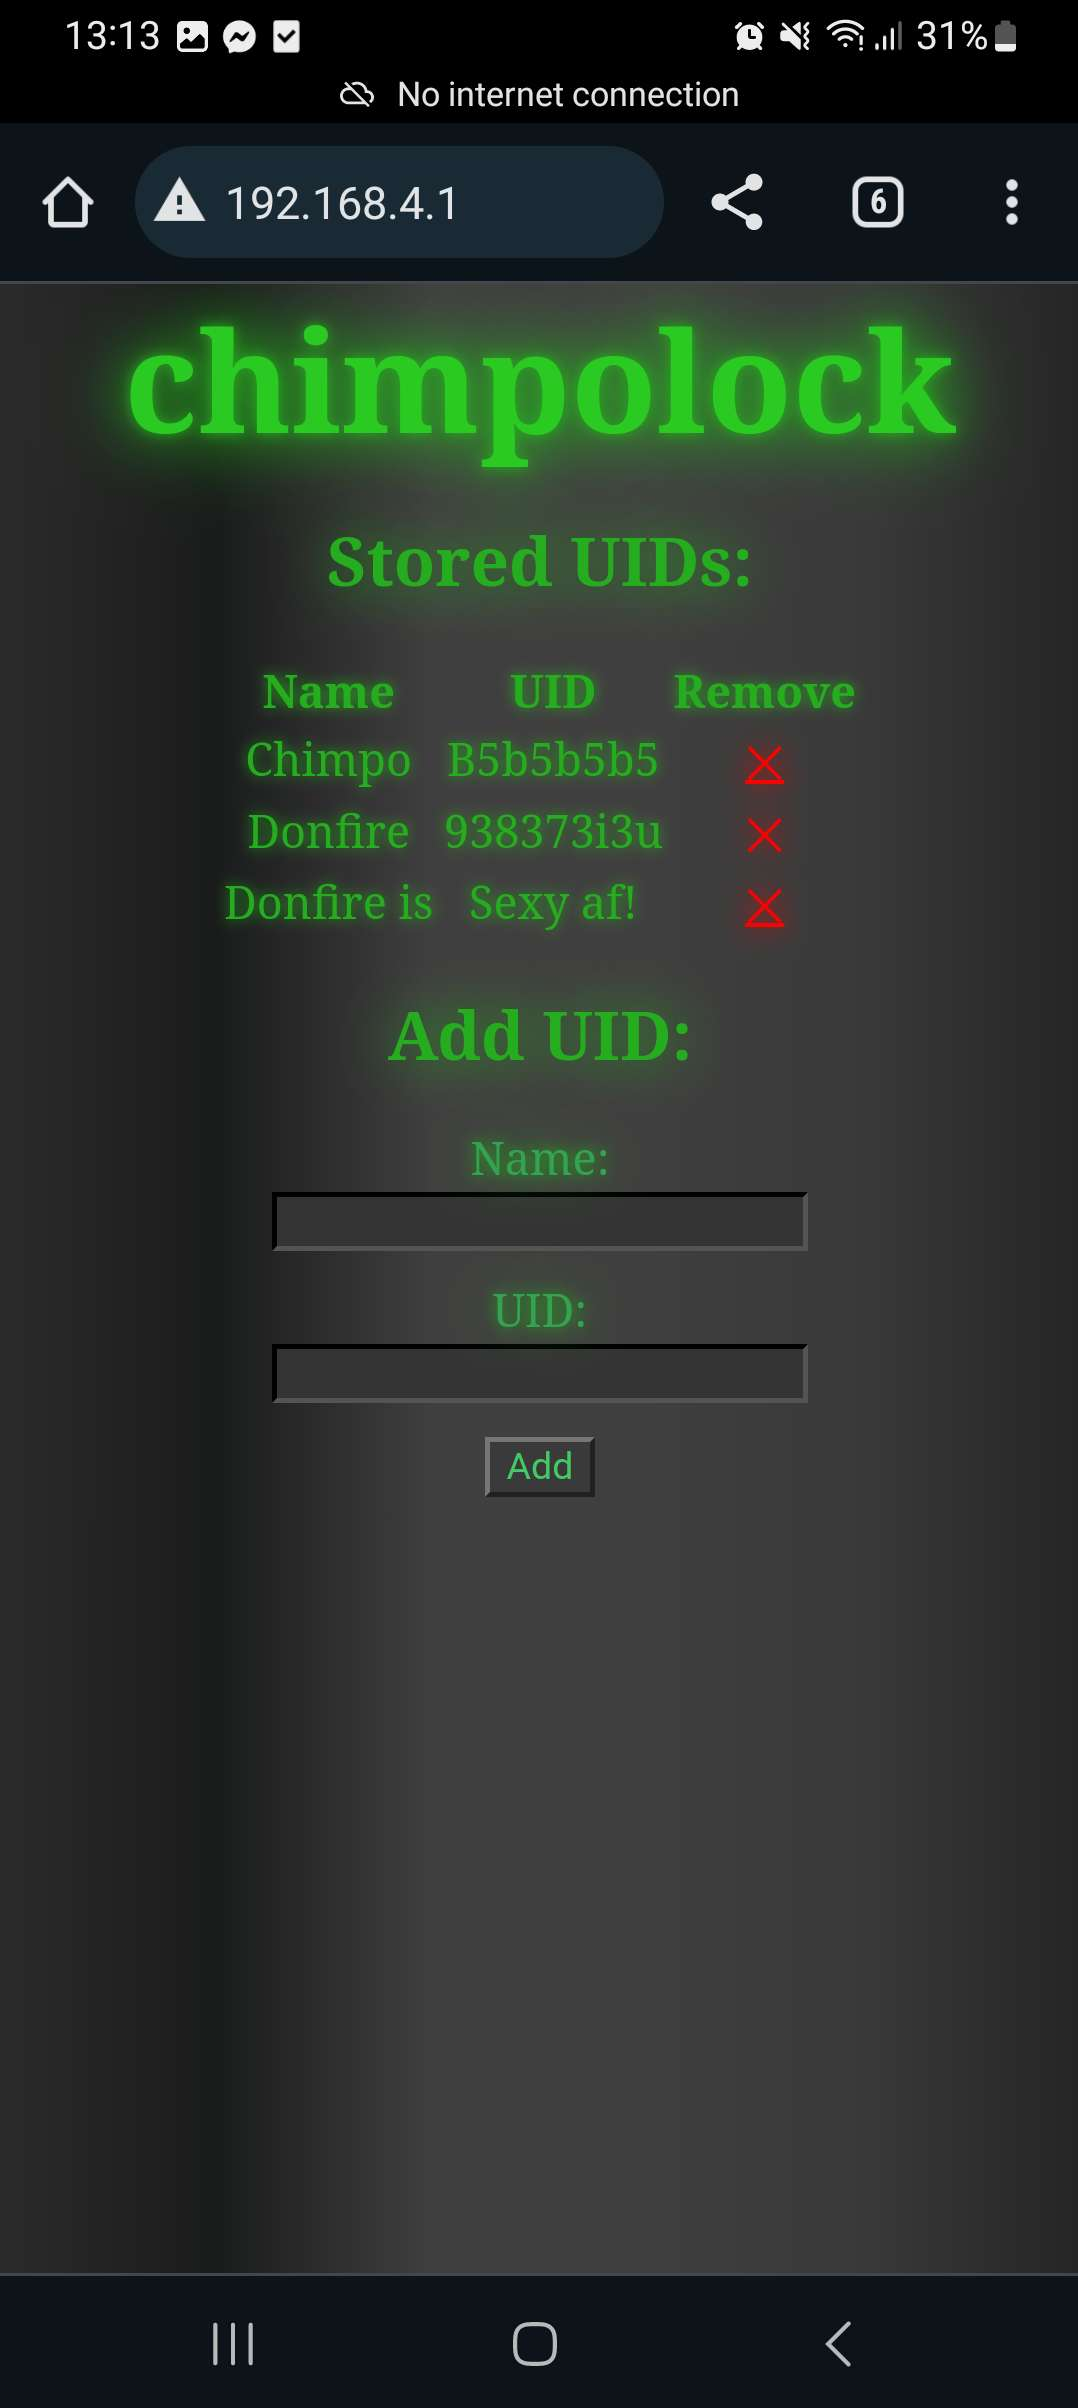 13:13
31%
No internet connection
192.168.4.1
6
chimpolock
Stored UIDs:
Name UID Remove
Chimpo B5b5b5b5
Donfire 938373i3u
Donfire is Sexy af!
Add UID:
Name:
UID:
Add